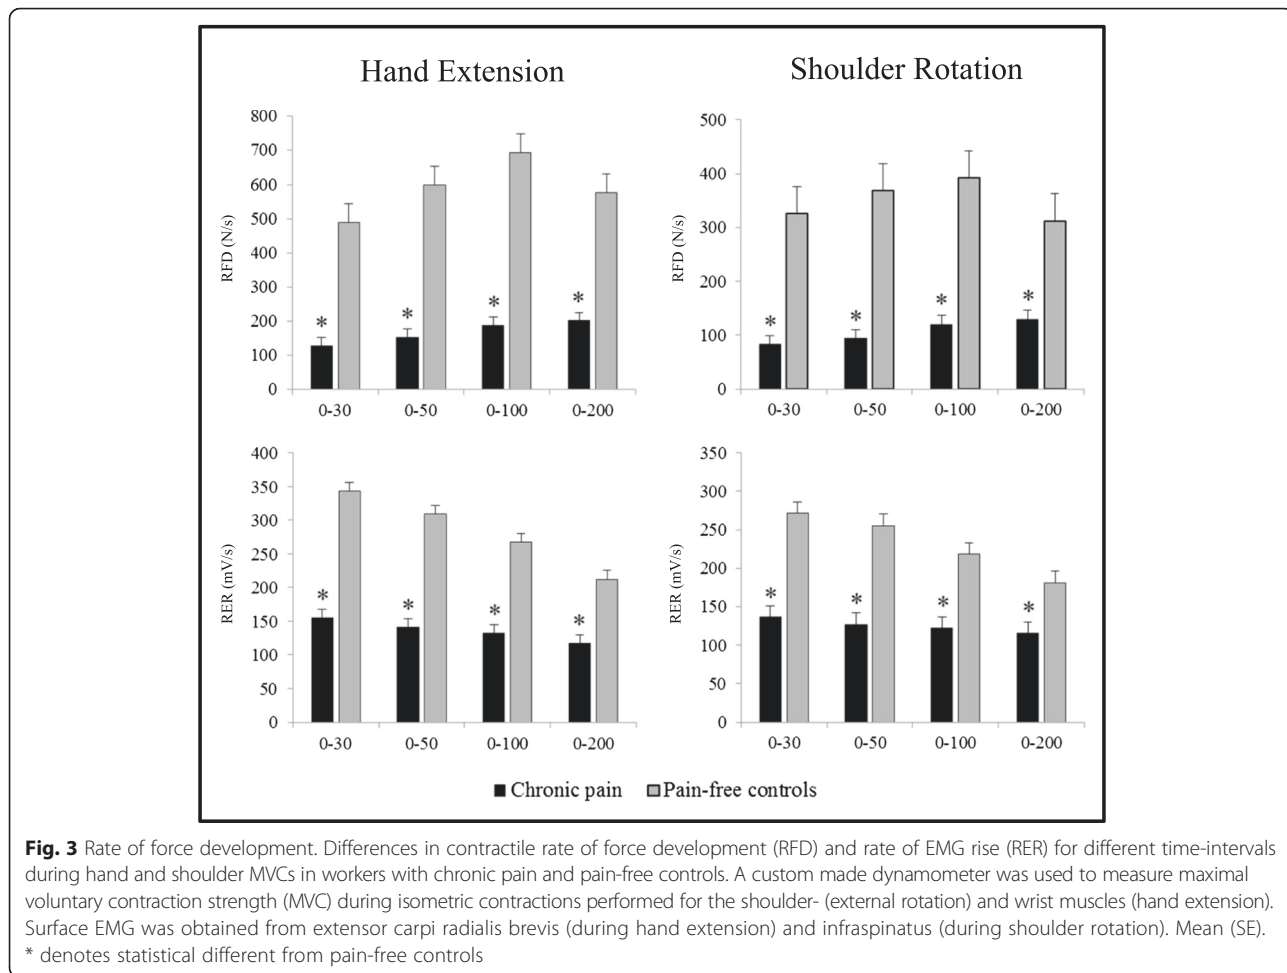 Hand Extension
Shoulder Rotation
800
700
600
500
400
300
200
100
0
RFD (N/s)
* * * *
0-30 0-50 0-100 0-200
500
400
300
200
100
0
RFD (N/s)
* * * *
0-30 0-50 0-100 0-200
400
350
300
250
200
150
100
50
0
RER (mV/s)
* * * *
0-30 0-50 0-100 0-200
350
300
250
200
150
100
50
0
RER (mV/s)
* * * *
0-30 0-50 0-100 0-200
Chronic pain Pain-free controls
Fig. 3 Rate of force development. Differences in contractile rate of force development (RFD) and rate of EMG rise (RER) for different time-intervals
during hand and shoulder MVCs in workers with chronic pain and pain-free controls. A custom made dynamometer was used to measure maximal
voluntary contraction strength (MVC) during isometric contractions performed for the shoulder- (external rotation) and wrist muscles (hand extension).
Surface EMG was obtained from extensor carpi radialis brevis (during hand extension) and infraspinatus (during shoulder rotation). Mean (SE).
* denotes statistical different from pain-free controls